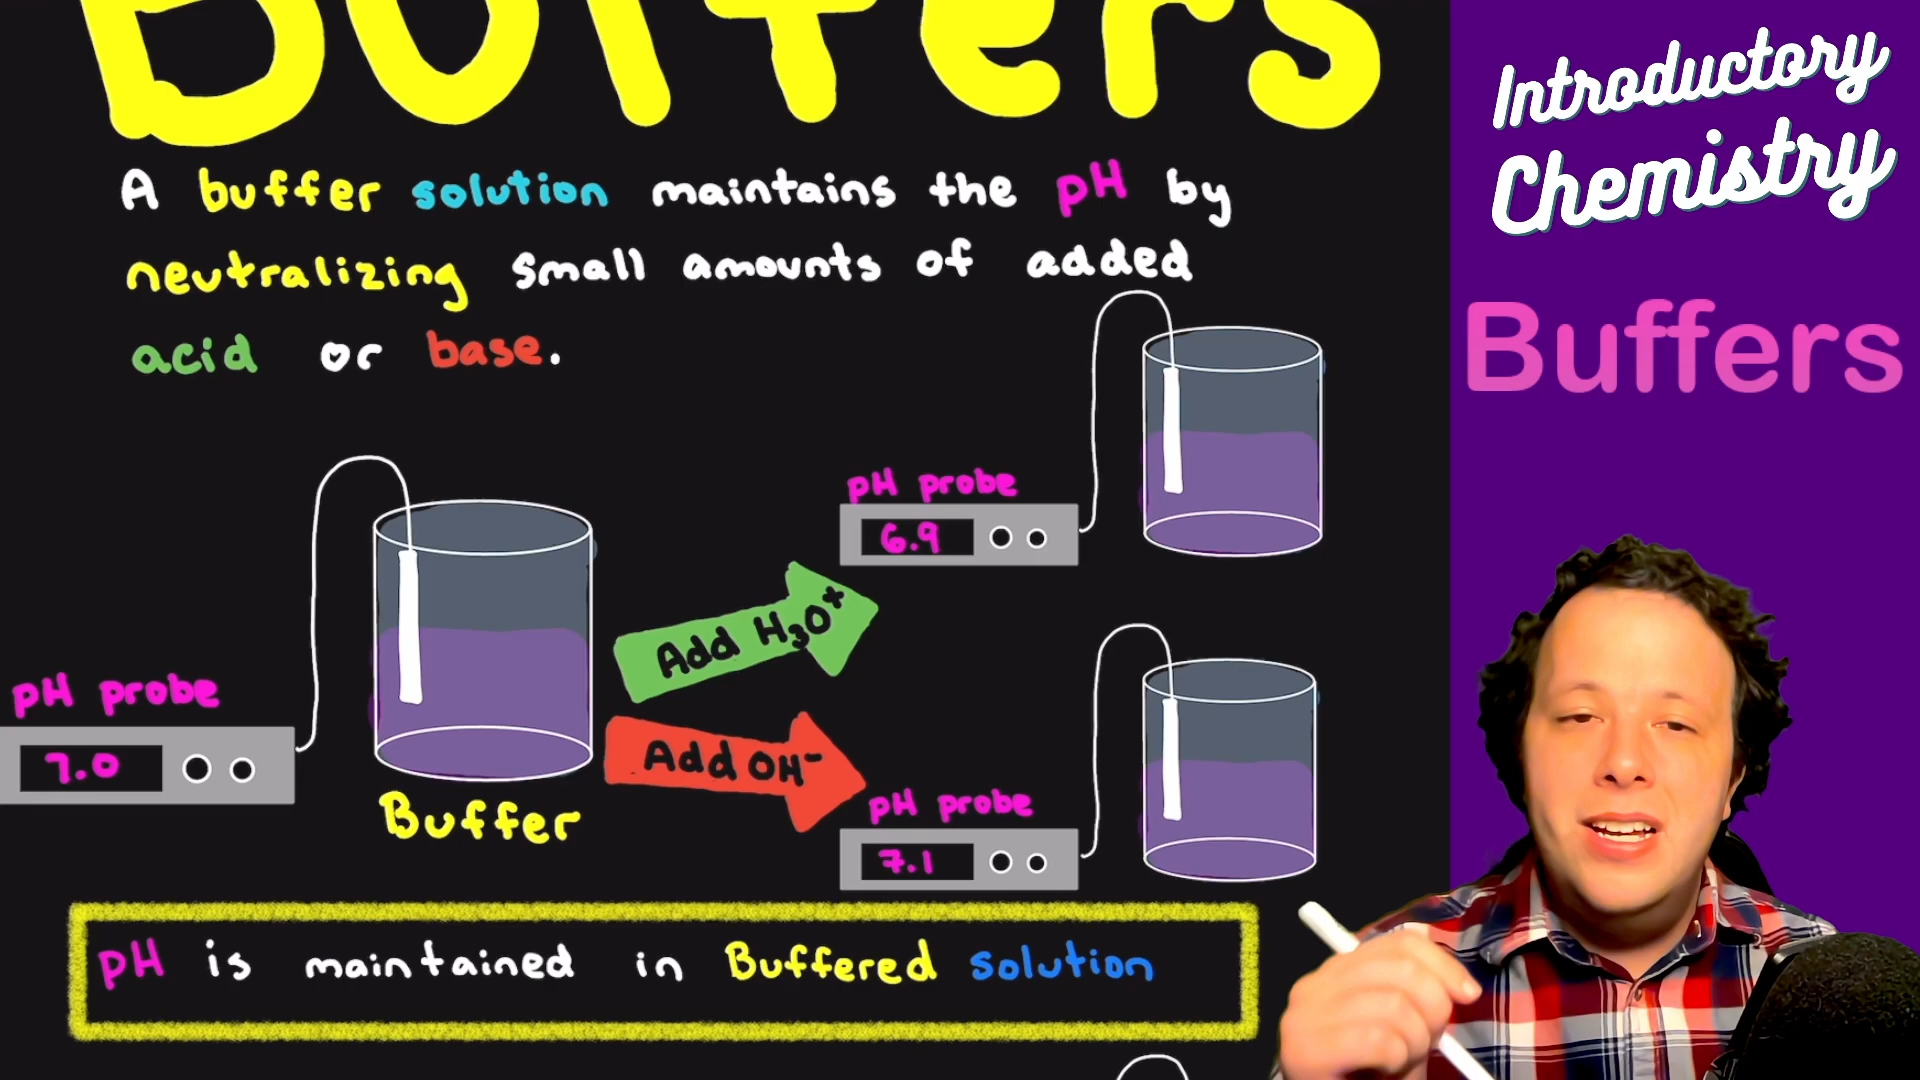 Buffers
A buffer solution maintains the pH by
neutralizing small amounts of added
acid or base.
pH probe
7.0
Buffer
Add H₃O⁺
pH probe
6.9
Add OH⁻
pH probe
7.1
pH is maintained in Buffered solution
Introductory
Chemistry
Buffers